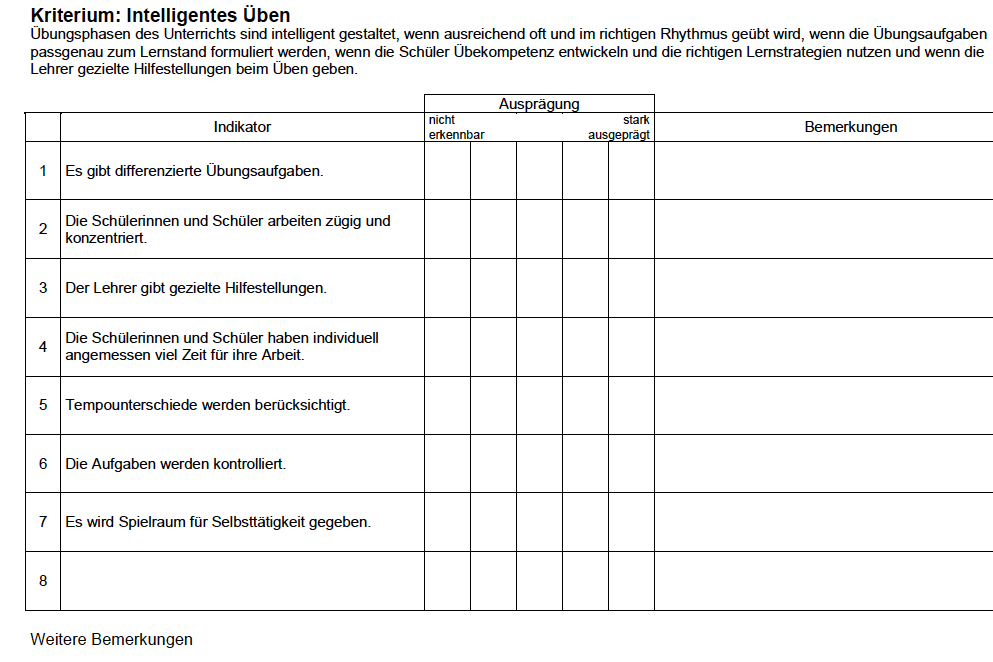 Kriterium: Intelligentes Üben
Übungsphasen des Unterrichts sind intelligent gestaltet, wenn ausreichend oft und im richtigen Rhythmus geübt wird, wenn die Übungsaufgaben
passgenau zum Lernstand formuliert werden, wenn die Schüler Übekompetenz entwickeln und die richtigen Lernstrategien nutzen und wenn die
Lehrer gezielte Hilfestellungen beim Üben geben.
Ausprägung
Indikator
nicht
erkennbar
stark
ausgeprägt
Bemerkungen
1 Es gibt differenzierte Übungsaufgaben.
2 Die Schülerinnen und Schüler arbeiten zügig und
konzentriert.
3 Der Lehrer gibt gezielte Hilfestellungen.
4 Die Schülerinnen und Schüler haben individuell
angemessen viel Zeit für ihre Arbeit.
5 Tempounterschiede werden berücksichtigt.
6 Die Aufgaben werden kontrolliert.
7 Es wird Spielraum für Selbsttätigkeit gegeben.
8
Weitere Bemerkungen